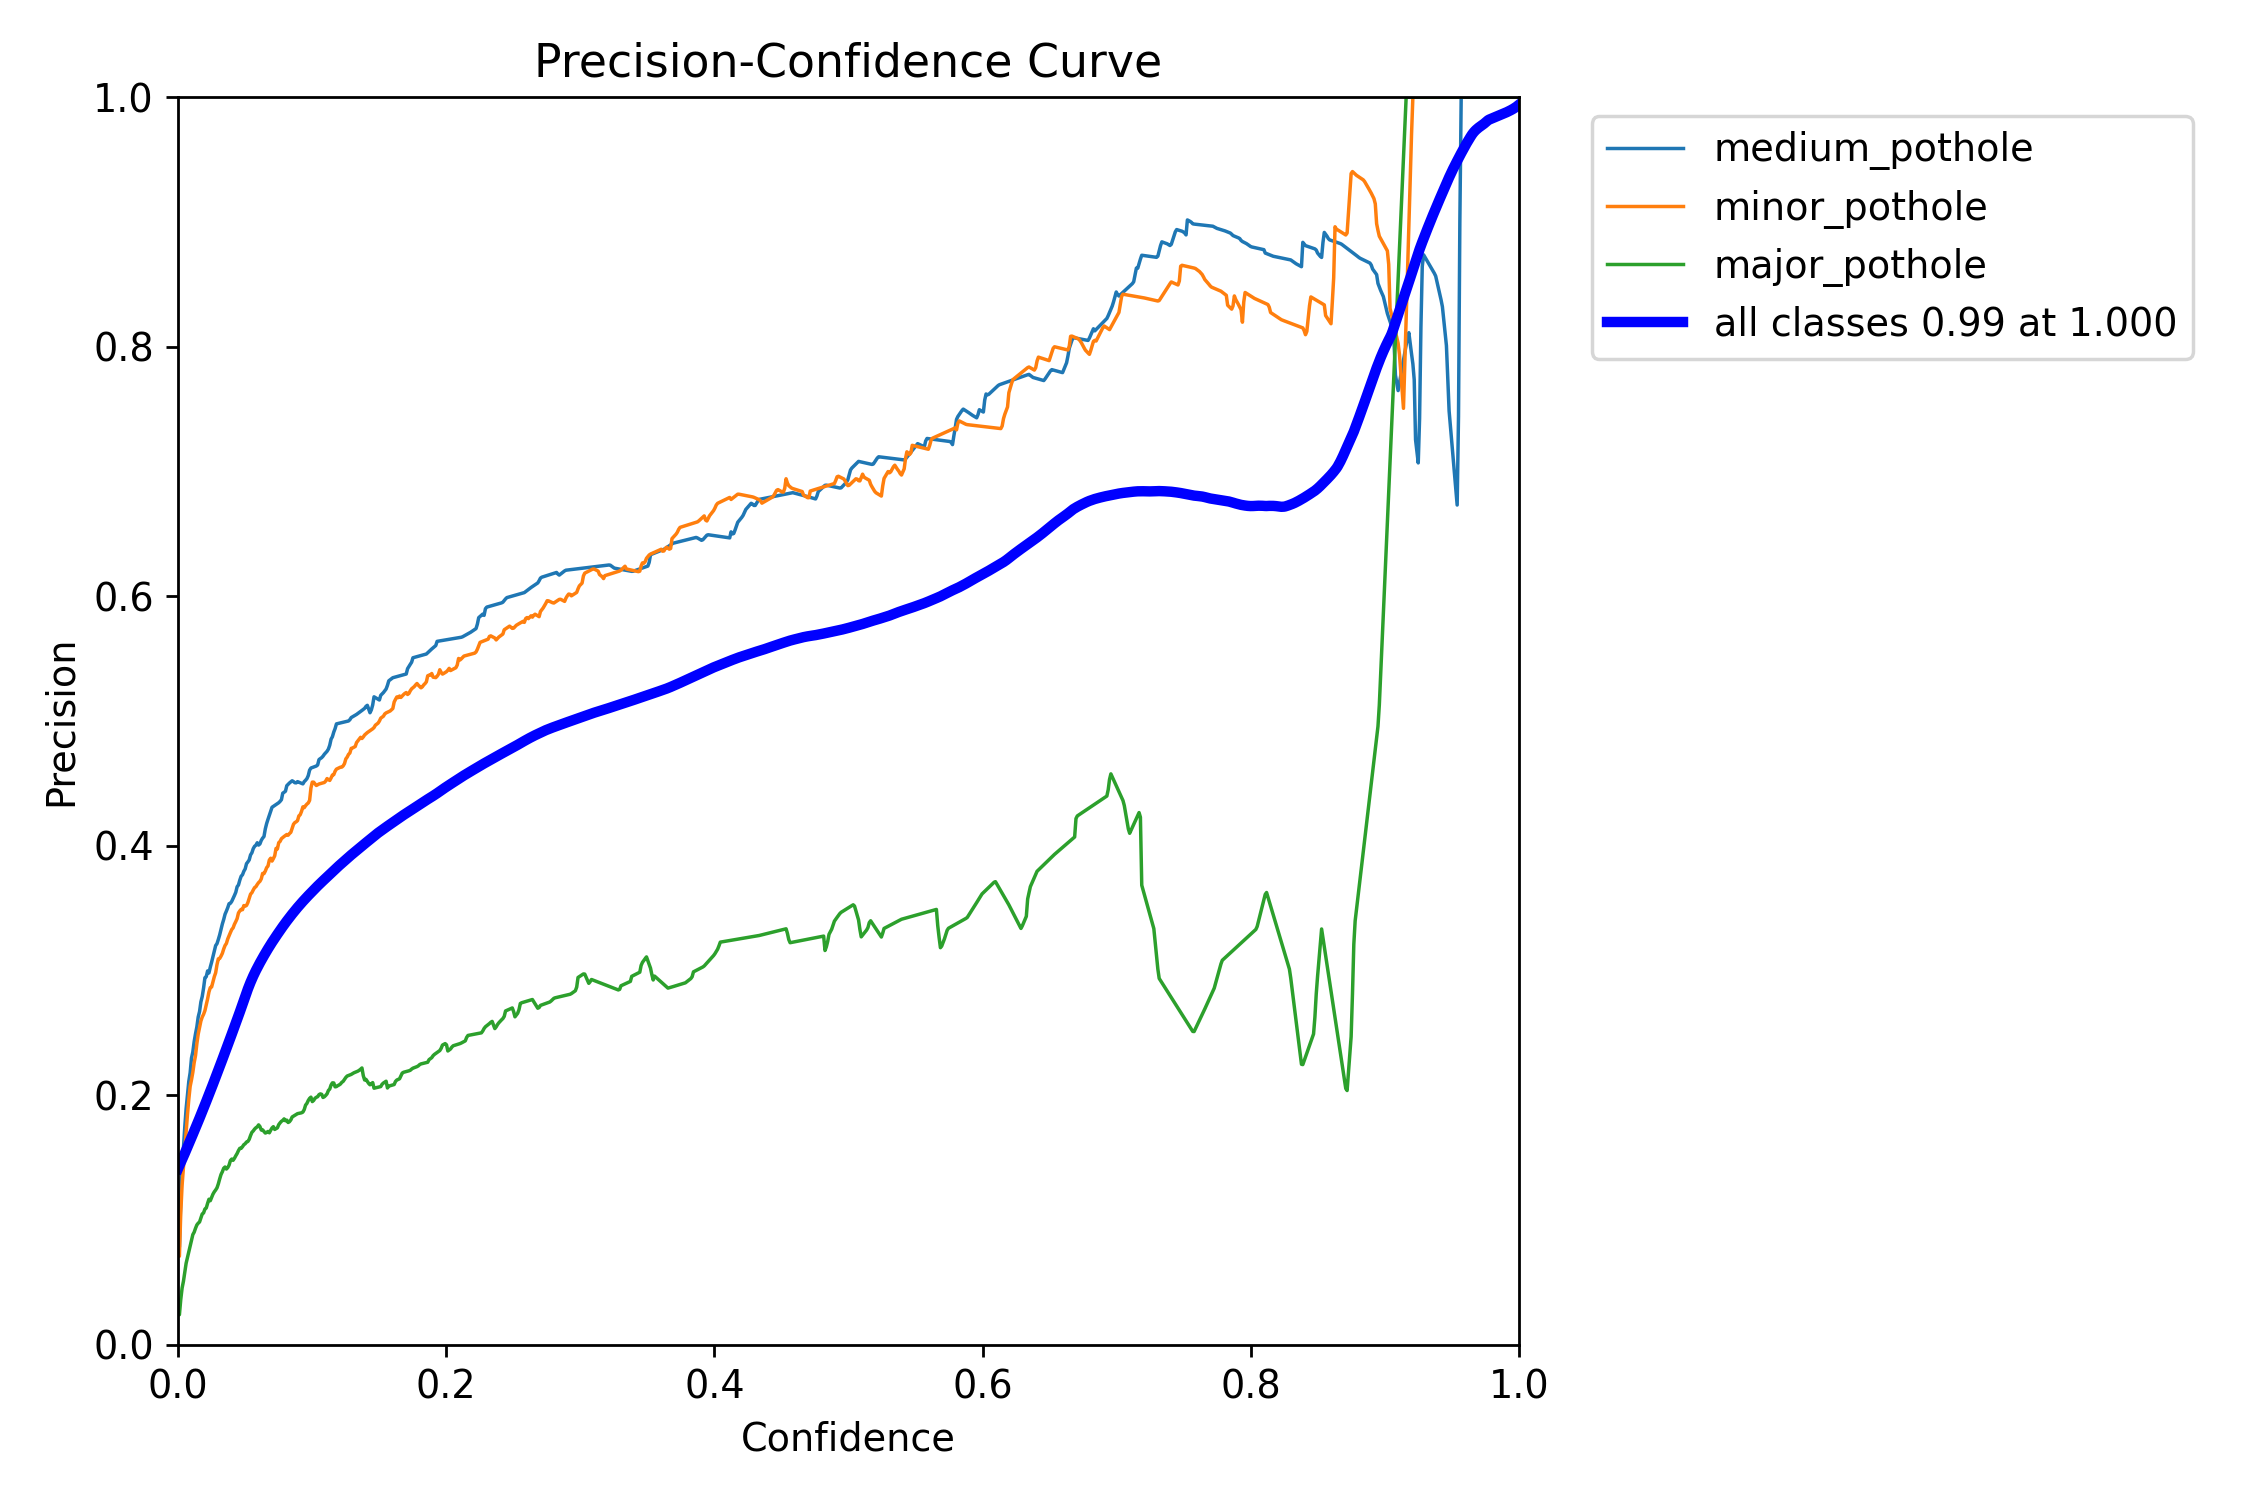 Precision-Confidence Curve
1.0
0.8
0.6
0.4
0.2
0.0
Precision
0.0 0.2 0.4 0.6 0.8 1.0
Confidence
medium_pothole
minor_pothole
major_pothole
all classes 0.99 at 1.000